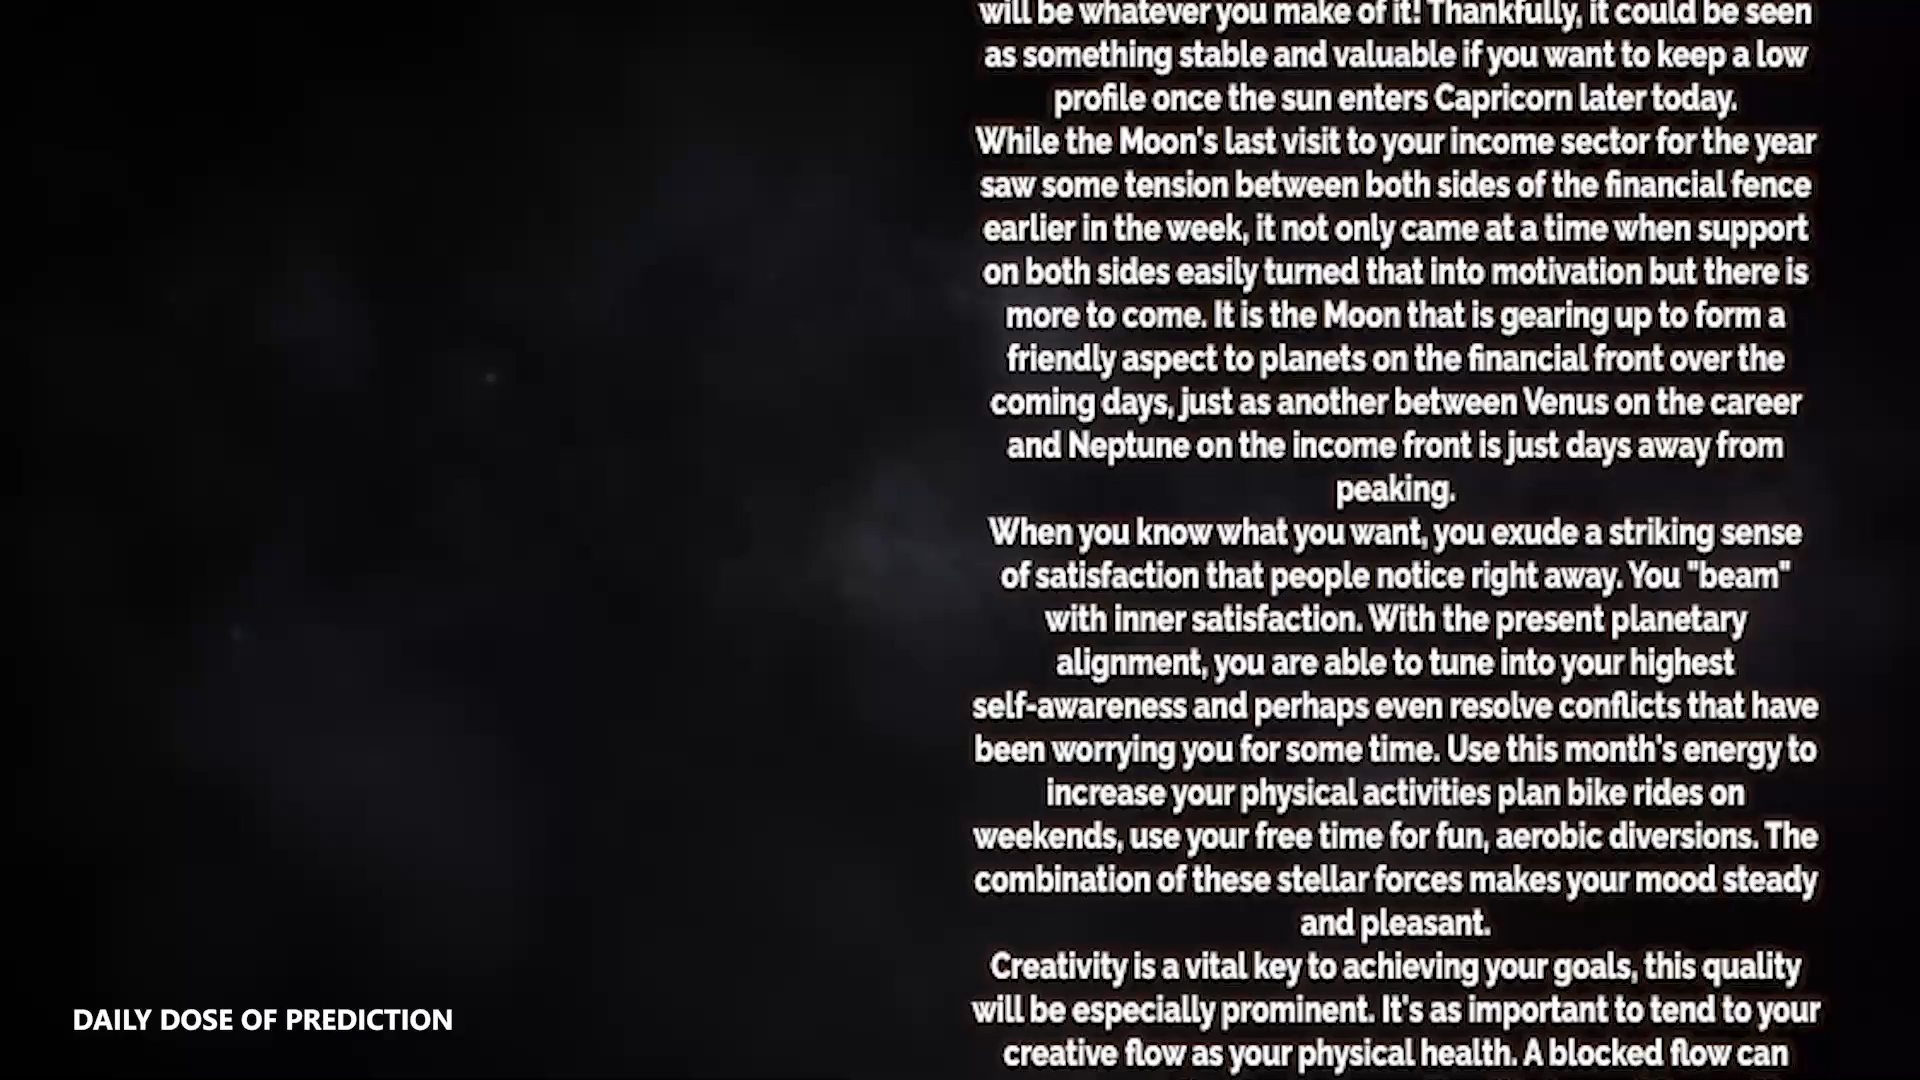 will be whatever you make of it! Thankfully, it could be seen
as something stable and valuable if you want to keep a low
profile once the sun enters Capricorn later today.
While the Moon's last visit to your income sector for the year
saw some tension between both sides of the financial fence
earlier in the week, it not only came at a time when support
on both sides easily turned that into motivation but there is
more to come. It is the Moon that is gearing up to form a
friendly aspect to planets on the financial front over the
coming days, just as another between Venus on the career
and Neptune on the income front is just days away from
peaking.
When you know what you want, you exude a striking sense
of satisfaction that people notice right away. You "beam"
with inner satisfaction. With the present planetary
alignment, you are able to tune into your highest
self-awareness and perhaps even resolve conflicts that have
been worrying you for some time. Use this month's energy to
increase your physical activities plan bike rides on
weekends, use your free time for fun, aerobic diversions. The
combination of these stellar forces makes your mood steady
and pleasant.
Creativity is a vital key to achieving your goals, this quality
will be especially prominent. It's as important to tend to your
creative flow as your physical health. A blocked flow can
DAILY DOSE OF PREDICTION